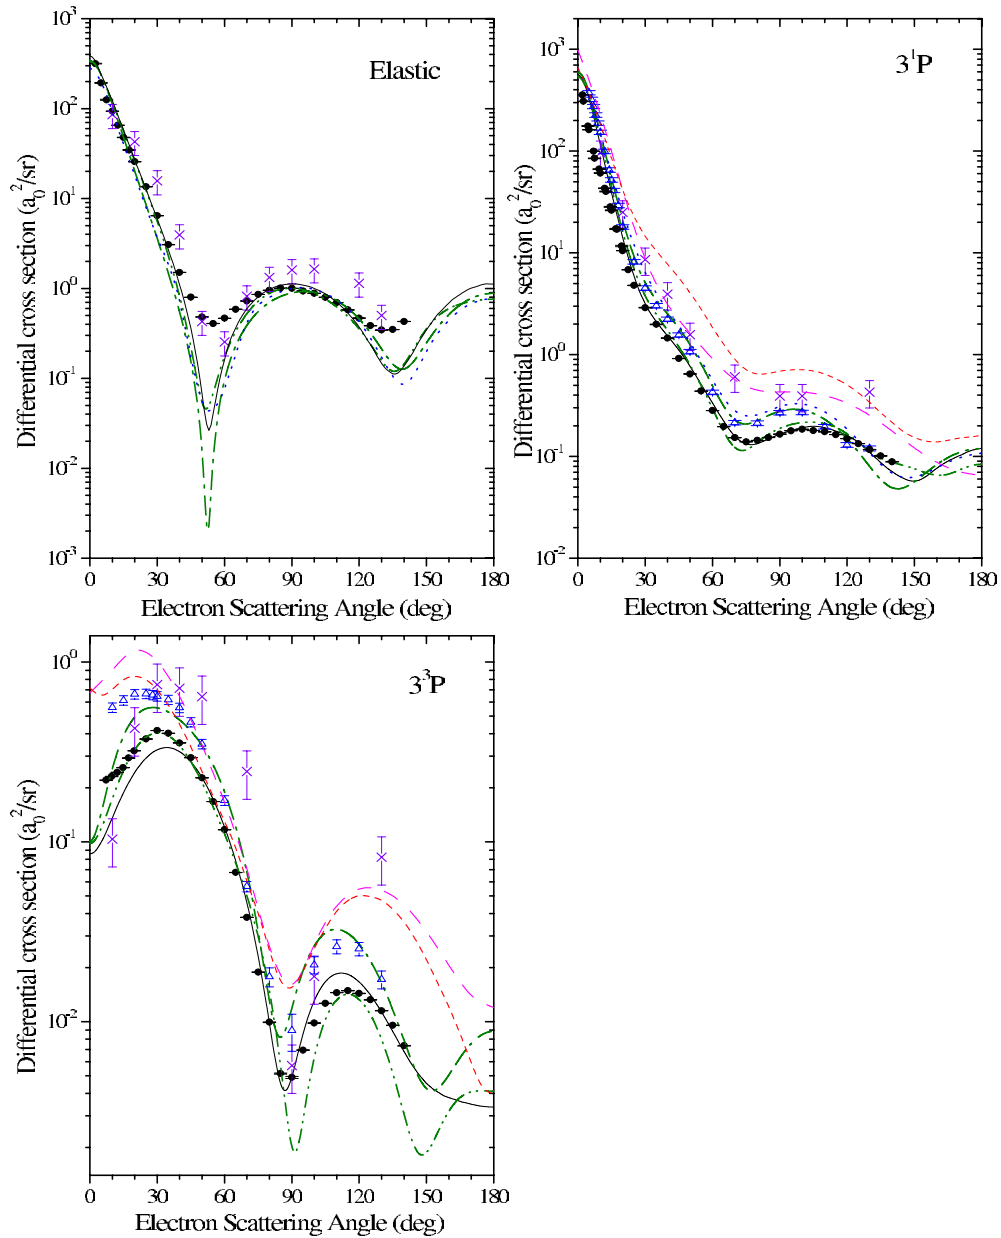 Elastic
10³
10²
10¹
10⁰
10⁻¹
10⁻²
10⁻³
Differential cross section (a₀²/sr)
0 30 60 90 120 150 180
Electron Scattering Angle (deg)
3¹P
10³
10²
10¹
10⁰
10⁻¹
10⁻²
Differential cross section (a₀²/sr)
0 30 60 90 120 150 180
Electron Scattering Angle (deg)
3³P
10⁰
10⁻¹
10⁻²
Differential cross section (a₀²/sr)
0 30 60 90 120 150 180
Electron Scattering Angle (deg)